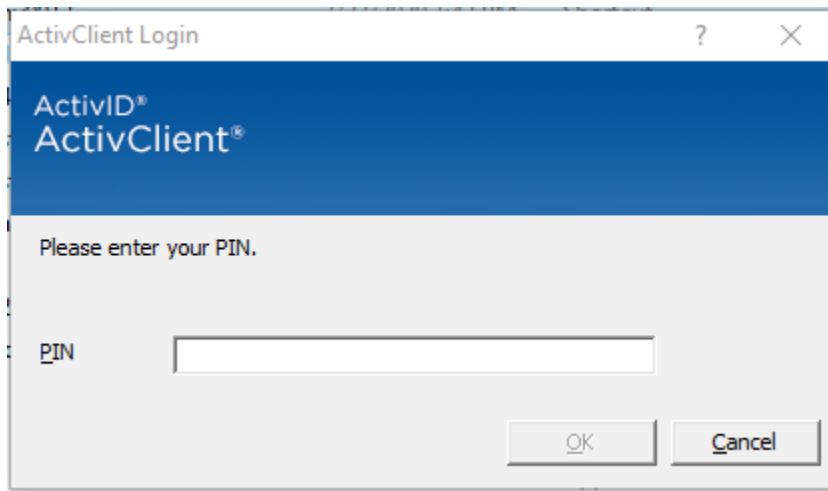 ActivClient Login
ActivID®
ActivClient®
Please enter your PIN.
PIN
OK Cancel